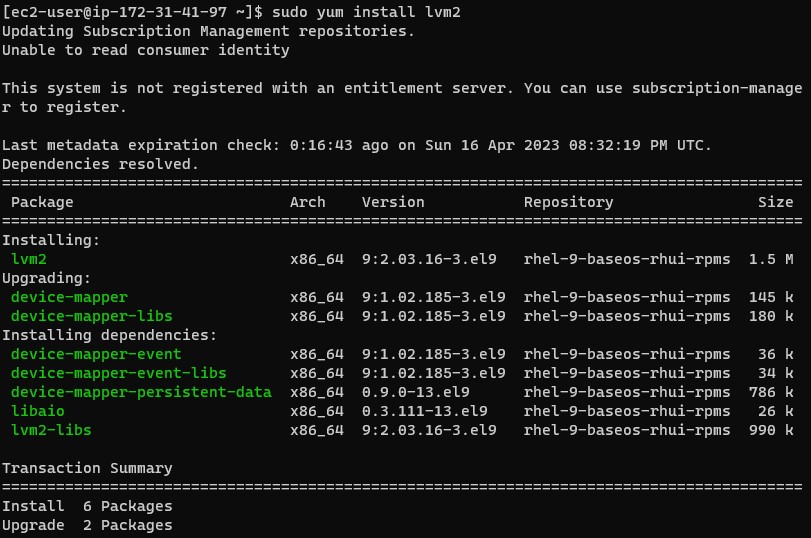 [ec2-user@ip-172-31-41-97 ~]$ sudo yum install lvm2
Updating Subscription Management repositories.
Unable to read consumer identity

This system is not registered with an entitlement server. You can use subscription-manage
r to register.

Last metadata expiration check: 0:16:43 ago on Sun 16 Apr 2023 08:32:19 PM UTC.
Dependencies resolved.
=========================================================================================
 Package                        Arch    Version           Repository                Size
=========================================================================================
Installing:
 lvm2                           x86_64  9:2.03.16-3.el9   rhel-9-baseos-rhui-rpms  1.5 M
Upgrading:
 device-mapper                  x86_64  9:1.02.185-3.el9  rhel-9-baseos-rhui-rpms  145 k
 device-mapper-libs             x86_64  9:1.02.185-3.el9  rhel-9-baseos-rhui-rpms  180 k
Installing dependencies:
 device-mapper-event            x86_64  9:1.02.185-3.el9  rhel-9-baseos-rhui-rpms   36 k
 device-mapper-event-libs       x86_64  9:1.02.185-3.el9  rhel-9-baseos-rhui-rpms   34 k
 device-mapper-persistent-data  x86_64  0.9.0-13.el9      rhel-9-baseos-rhui-rpms  786 k
 libaio                         x86_64  0.3.111-13.el9    rhel-9-baseos-rhui-rpms   26 k
 lvm2-libs                      x86_64  9:2.03.16-3.el9   rhel-9-baseos-rhui-rpms  990 k

Transaction Summary
=========================================================================================
Install  6 Packages
Upgrade  2 Packages